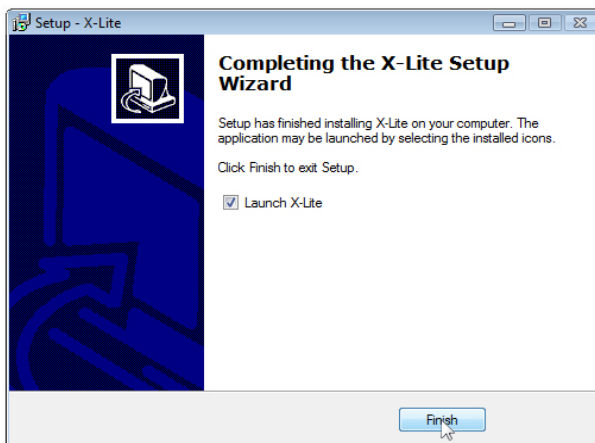 Setup - X-Lite
Completing the X-Lite Setup
Wizard
Setup has finished installing X-Lite on your computer. The
application may be launched by selecting the installed icons.
Click Finish to exit Setup.
Launch X-Lite
Finish